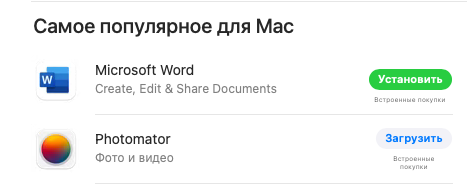 Самое популярное для Mac
Microsoft Word
Create, Edit & Share Documents
Установить
Встроенные покупки
Photomator
Фото и видео
Загрузить
Встроенные
покупки